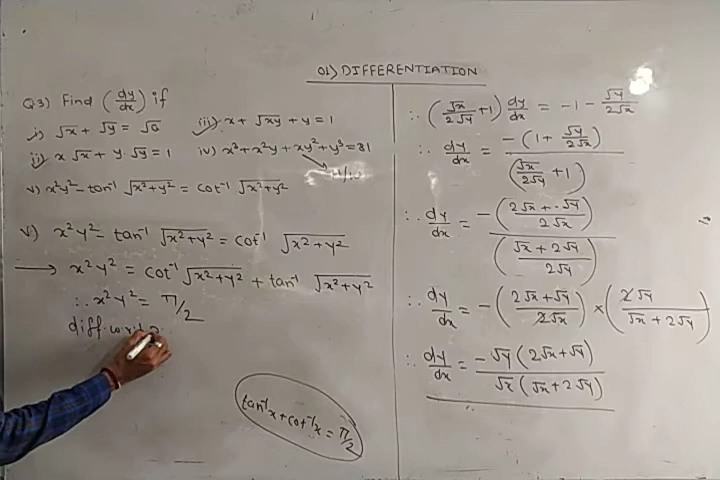 01) DIFFERENTIATION
Q3) Find (dy/dx) if
i) √x + √y = √a
iii) x + √xy + y = 1
ii) x√x + y√y = 1
iv) x³ + x²y + xy² + y³ = 81
v) x²y² - tan⁻¹ √x²+y² = cot⁻¹ √x²+y²
v) x²y² - tan⁻¹ √x²+y² = cot⁻¹ √x²+y²
→ x²y² = cot⁻¹ √x²+y² + tan⁻¹ √x²+y²
∴ x²y² = π/2
diff. w.r.t.
tan⁻¹x + cot⁻¹x = π/2
∴ (√x/2√y + 1) dy/dx = -1 - √y/2√x
∴ dy/dx = -(1 + √y/2√x) / (√x/2√y + 1)
∴ dy/dx = -(2√x + √y / 2√x) / (√x + 2√y / 2√y)
∴ dy/dx = -(2√x + √y / 2√x) × (2√y / √x + 2√y)
∴ dy/dx = -√y (2√x + √y) / √x (√x + 2√y)